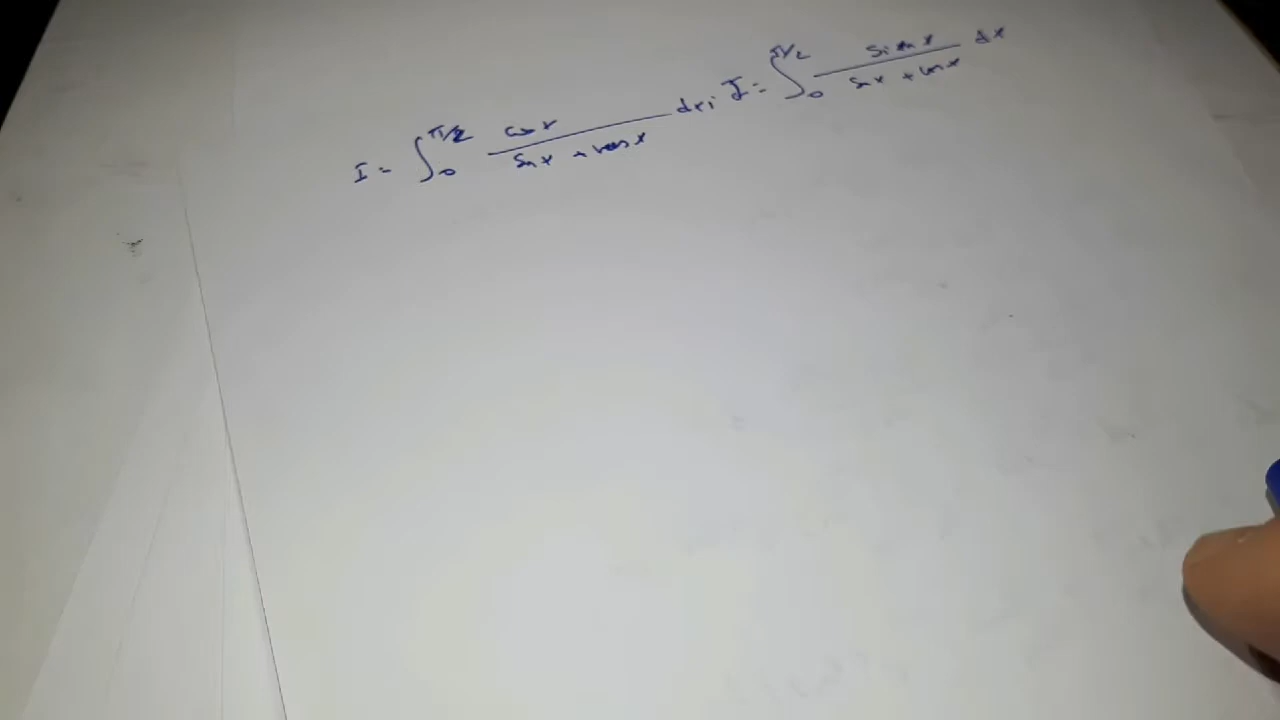 I = ∫₀^{π/2} cos x / (sin x + cos x) dx ; J = ∫₀^{π/2} sin x / (sin x + cos x) dx